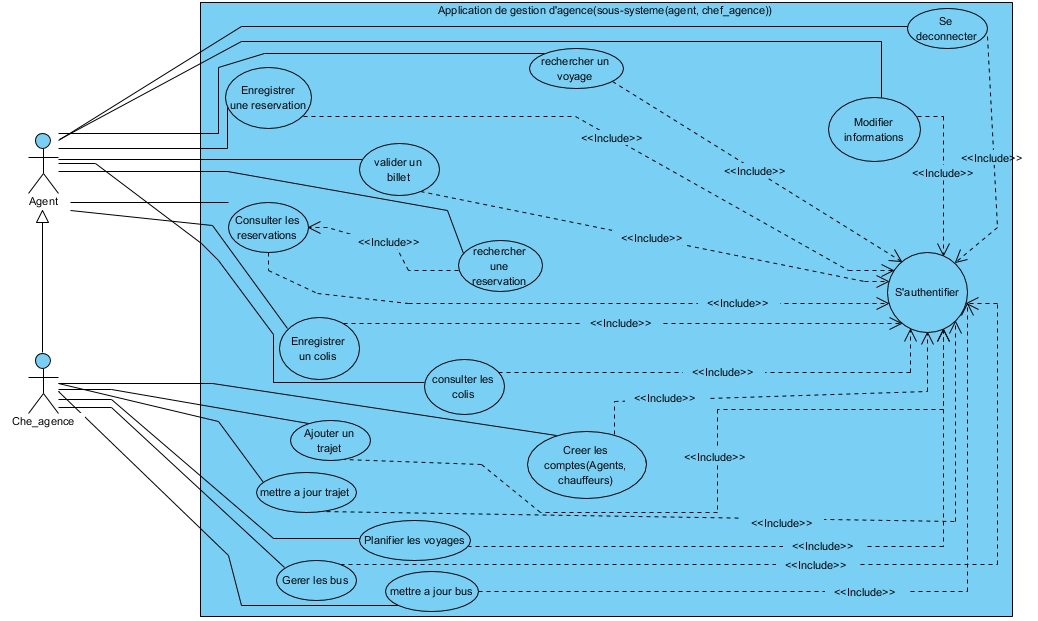 Application de gestion d'agence(sous-systeme(agent, chef_agence))
Se
deconnecter
rechercher un
voyage
Enregistrer
une reservation
Modifier
informations
<<Include>>
<<Include>>
<<Include>>
<<Include>>
valider un
billet
Agent
Consulter les
reservations
<<Include>>
<<Include>>
rechercher
une
reservation
S'authentifier
<<Include>>
<<Include>>
Enregistrer
un colis
<<Include>>
consulter les
colis
<<Include>>
Che_agence
Ajouter un
trajet
Creer les
comptes(Agents,
chauffeurs)
<<Include>>
mettre a jour trajet
<<Include>>
Planifier les voyages
<<Include>>
<<Include>>
Gerer les bus
mettre a jour bus
<<Include>>